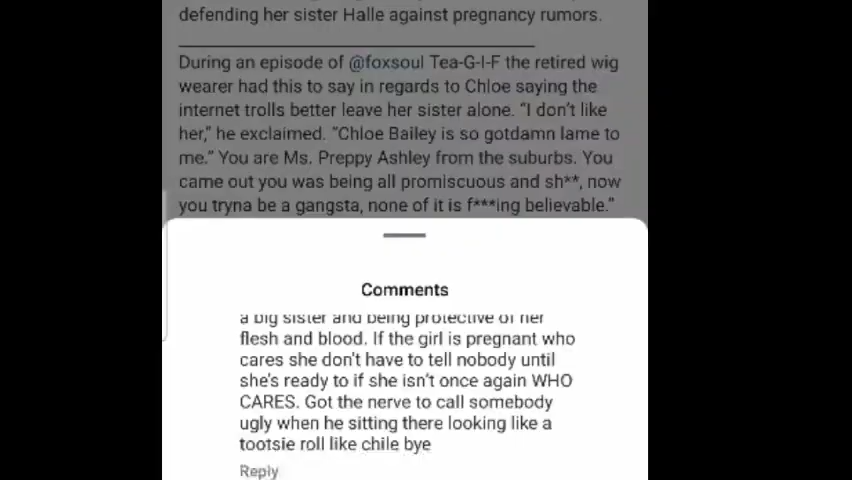 defending her sister Halle against pregnancy rumors.
During an episode of @foxsoul Tea-G-I-F the retired wig
wearer had this to say in regards to Chloe saying the
internet trolls better leave her sister alone. “I don’t like
her,” he exclaimed. “Chloe Bailey is so gotdamn lame to
me.” You are Ms. Preppy Ashley from the suburbs. You
came out you was being all promiscuous and sh**, now
you tryna be a gangsta, none of it is f***ing believable.”
Comments
a big sister and being protective of her
flesh and blood. If the girl is pregnant who
cares she don't have to tell nobody until
she's ready to if she isn't once again WHO
CARES. Got the nerve to call somebody
ugly when he sitting there looking like a
tootsie roll like chile bye
Reply